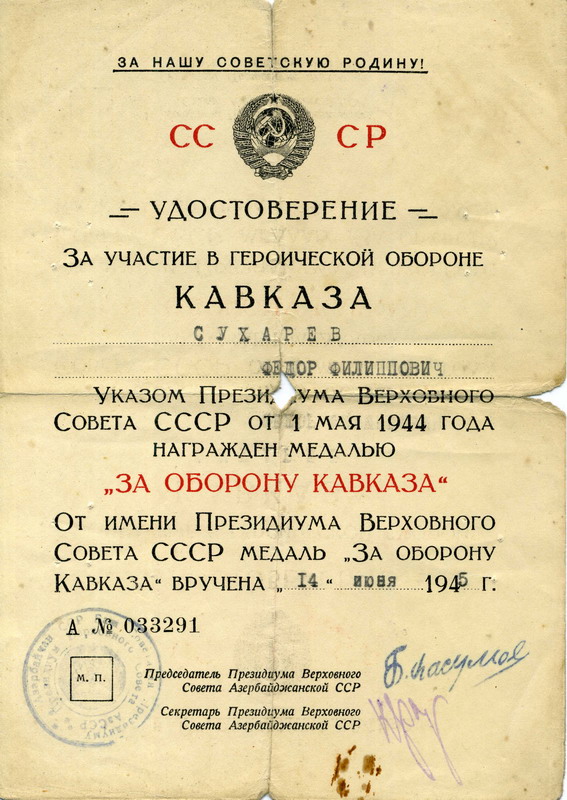 ЗА НАШУ СОВЕТСКУЮ РОДИНУ!
СС СР
УДОСТОВЕРЕНИЕ
ЗА УЧАСТИЕ В ГЕРОИЧЕСКОЙ ОБОРОНЕ
КАВКАЗА
СУХАРЕВ
ФЕДОР ФИЛИППОВИЧ
УКАЗОМ ПРЕЗИДИУМА ВЕРХОВНОГО
СОВЕТА СССР ОТ 1 МАЯ 1944 ГОДА
НАГРАЖДЕН МЕДАЛЬЮ
„ЗА ОБОРОНУ КАВКАЗА“
ОТ ИМЕНИ ПРЕЗИДИУМА ВЕРХОВНОГО
СОВЕТА СССР МЕДАЛЬ „ЗА ОБОРОНУ
КАВКАЗА“ ВРУЧЕНА „14“ июня 1945 Г.
А № 033291
М. П.
Председатель Президиума Верховного
Совета Азербайджанской ССР
Б. Касумов
Секретарь Президиума Верховного
Совета Азербайджанской ССР